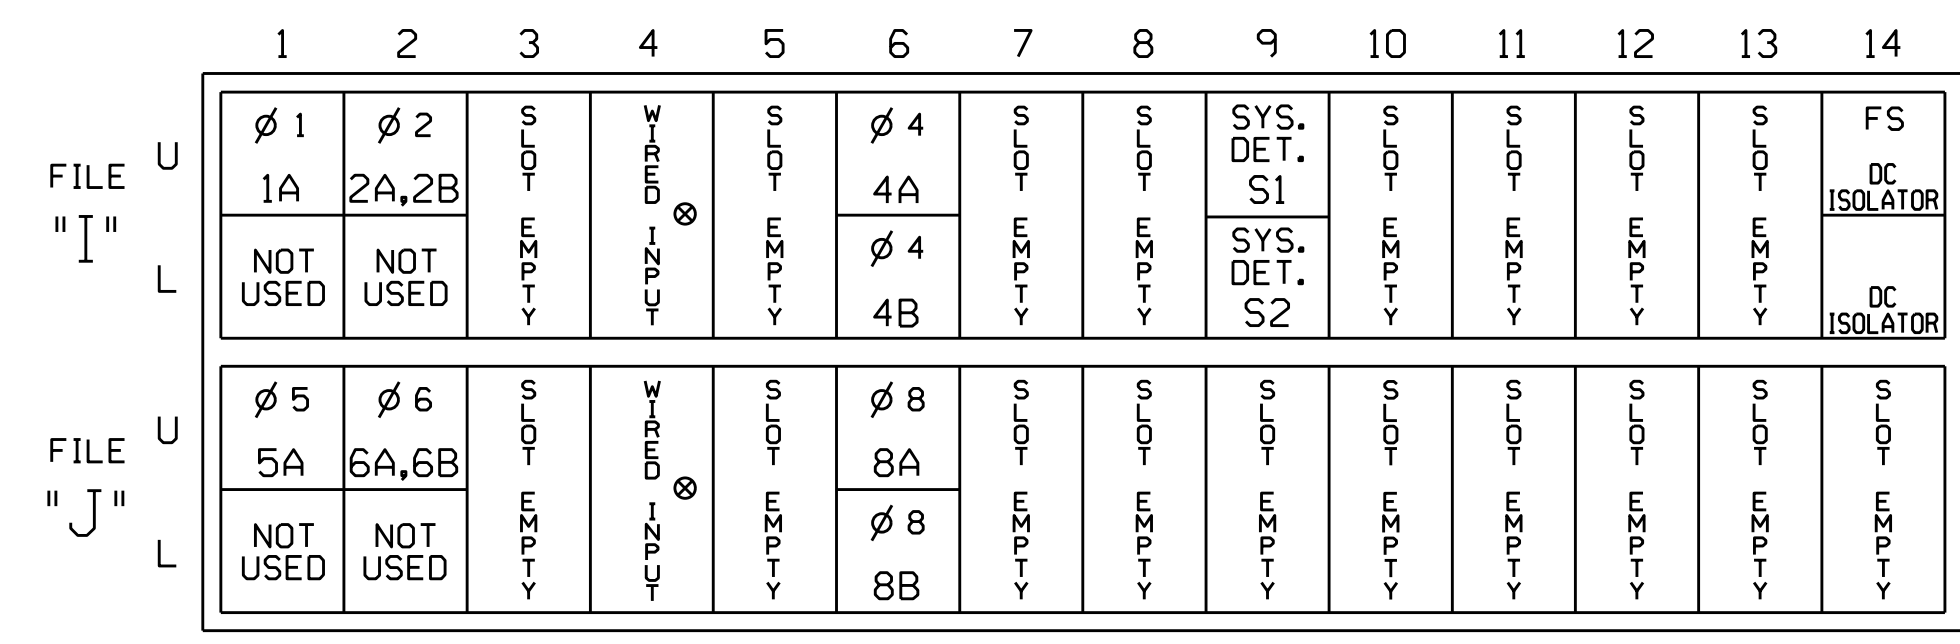 1 2 3 4 5 6 7 8 9 10 11 12 13 14
FILE "I"
U
L
Ø 1
1A
NOT
USED
Ø 2
2A,2B
NOT
USED
SLOT EMPTY
WIRED INPUT ⊗
SLOT EMPTY
Ø 4
4A
Ø 4
4B
SLOT EMPTY
SLOT EMPTY
SYS.
DET.
S1
SYS.
DET.
S2
SLOT EMPTY
SLOT EMPTY
SLOT EMPTY
SLOT EMPTY
FS
DC
ISOLATOR
DC
ISOLATOR
FILE "J"
U
L
Ø 5
5A
NOT
USED
Ø 6
6A,6B
NOT
USED
SLOT EMPTY
WIRED INPUT ⊗
SLOT EMPTY
Ø 8
8A
Ø 8
8B
SLOT EMPTY
SLOT EMPTY
SLOT EMPTY
SLOT EMPTY
SLOT EMPTY
SLOT EMPTY
SLOT EMPTY
SLOT EMPTY